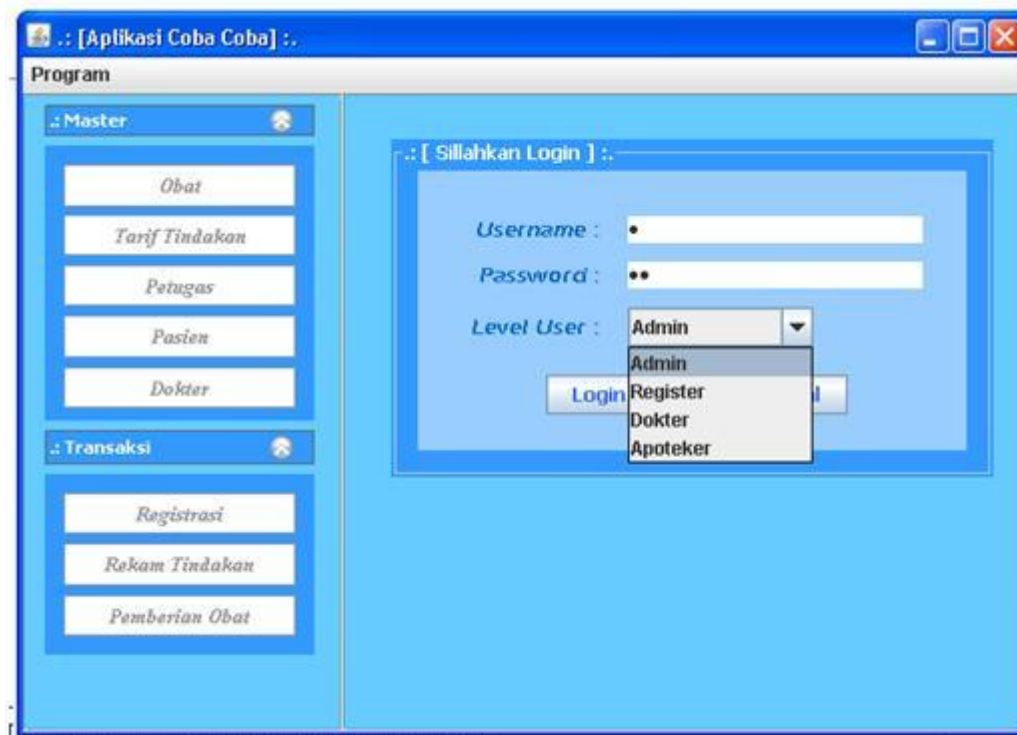 .: [Aplikasi Coba Coba] :.
Program
.: Master
Obat
Tarif Tindakan
Petugas
Pasien
Dokter
.: Transaksi
Registrasi
Rekam Tindakan
Pemberian Obat
.: [ Sillahkan Login ] :.
Username : •
Password : ••
Level User : Admin
Admin
Register
Dokter
Apoteker
Login